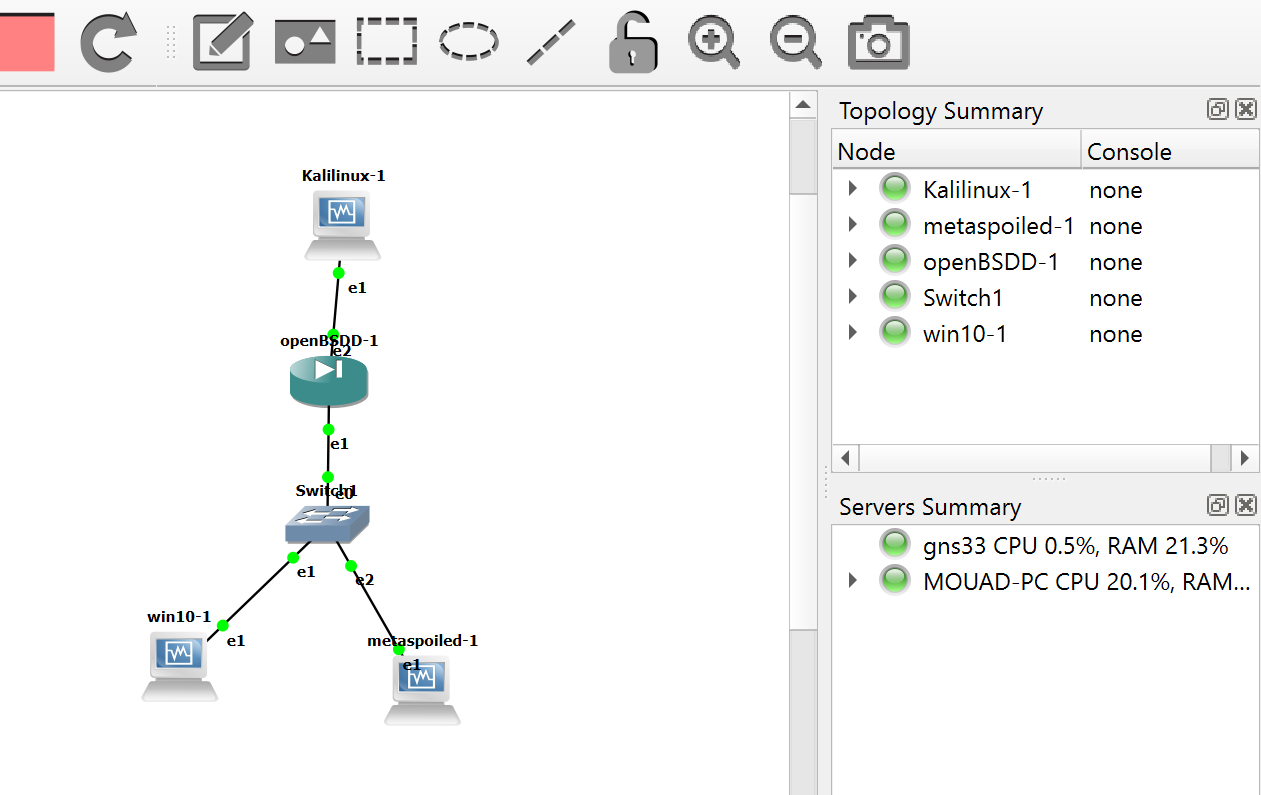 Topology Summary
Node Console
Kalilinux-1 none
metaspoiled-1 none
openBSDD-1 none
Switch1 none
win10-1 none
Servers Summary
gns33 CPU 0.5%, RAM 21.3%
MOUAD-PC CPU 20.1%, RAM...
Kalilinux-1
e1
openBSDD-1
e2
e1
Switch1
e0
e1
e2
win10-1
e1
metaspoiled-1
e1